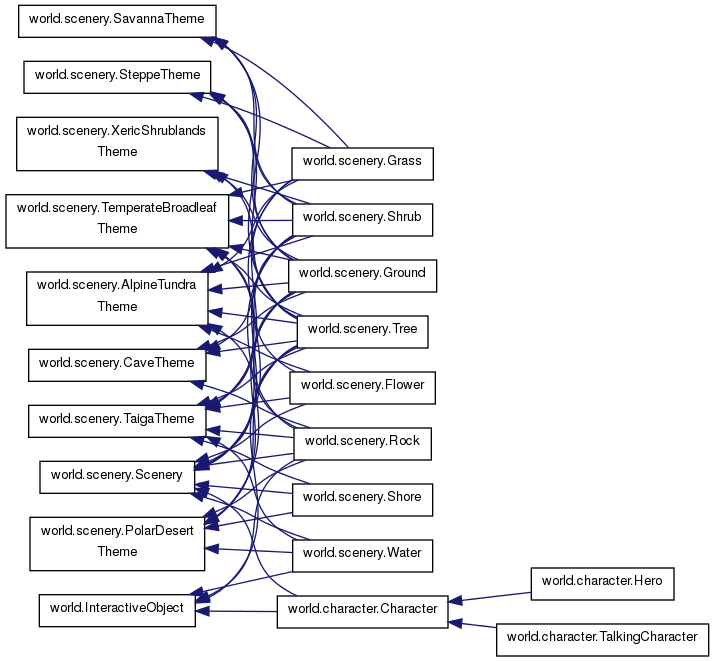 world.scenery.SavannaTheme
world.scenery.SteppeTheme
world.scenery.XericShrublands
Theme
world.scenery.TemperateBroadleaf
Theme
world.scenery.AlpineTundra
Theme
world.scenery.CaveTheme
world.scenery.TaigaTheme
world.scenery.Scenery
world.scenery.PolarDesert
Theme
world.InteractiveObject
world.scenery.Grass
world.scenery.Shrub
world.scenery.Ground
world.scenery.Tree
world.scenery.Flower
world.scenery.Rock
world.scenery.Shore
world.scenery.Water
world.character.Character
world.character.Hero
world.character.TalkingCharacter